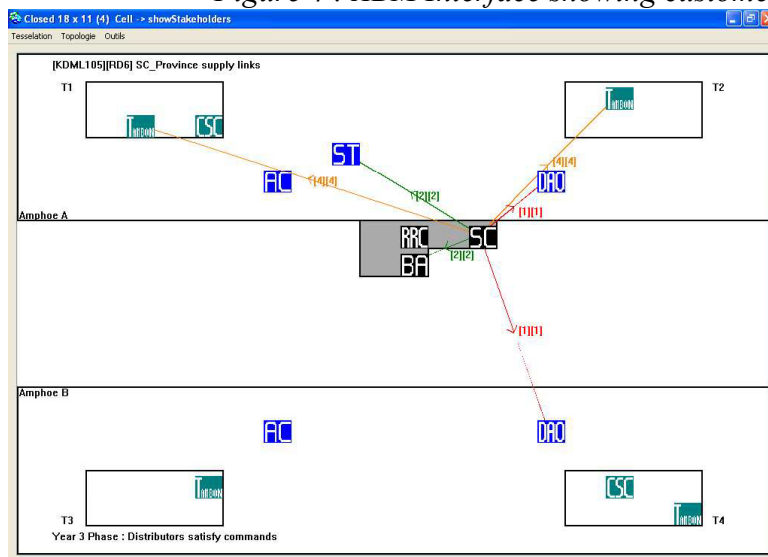 Figure 4 : KDM Interface showing custome
Closed 18 x 11 (4) Cell -> showStakeholders
Tesselation Topologie Outils
[KDML105][RD6] SC_Province supply links
T1
T2
TAMBON
CSC
TAMBON
ST
AC
[4][4]
[4][4]
DAO
[2][2]
[1][1]
Amphoe A
RRC
SC
BA
[2][2]
[1][1]
Amphoe B
AC
DAO
TAMBON
CSC
TAMBON
T3
T4
Year 3 Phase : Distributors satisfy commands